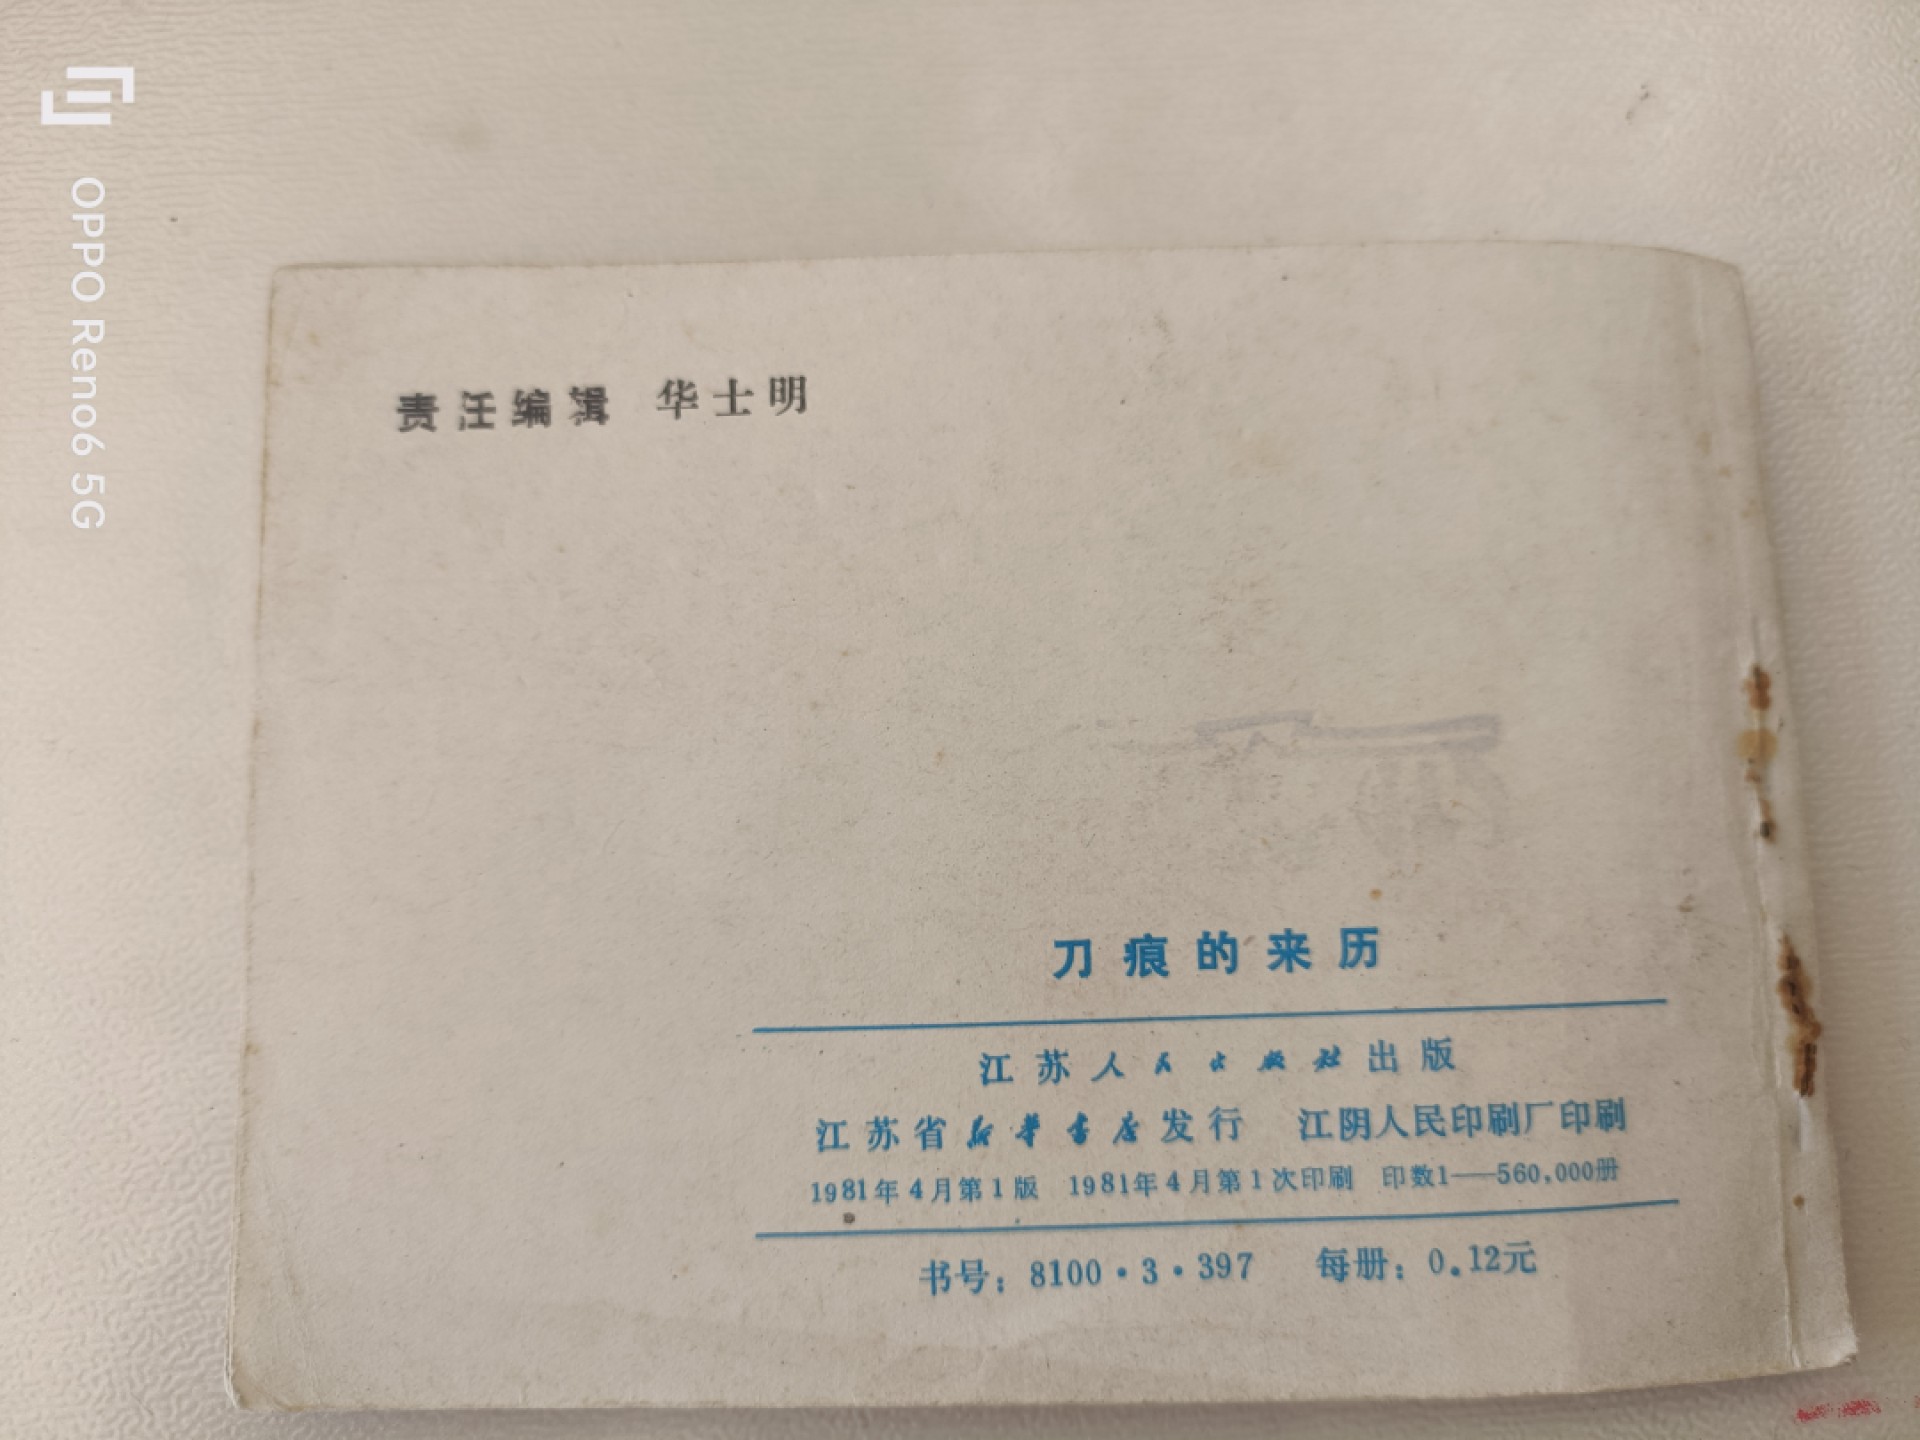 OPPO Reno6 5G
责任编辑 华士明
刀痕的来历
江苏人民出版社出版
江苏省新华书店发行 江阴人民印刷厂印刷
1981年4月第1版 1981年4月第1次印刷 印数1——560,000册
书号：8100·3·397 每册：0.12元